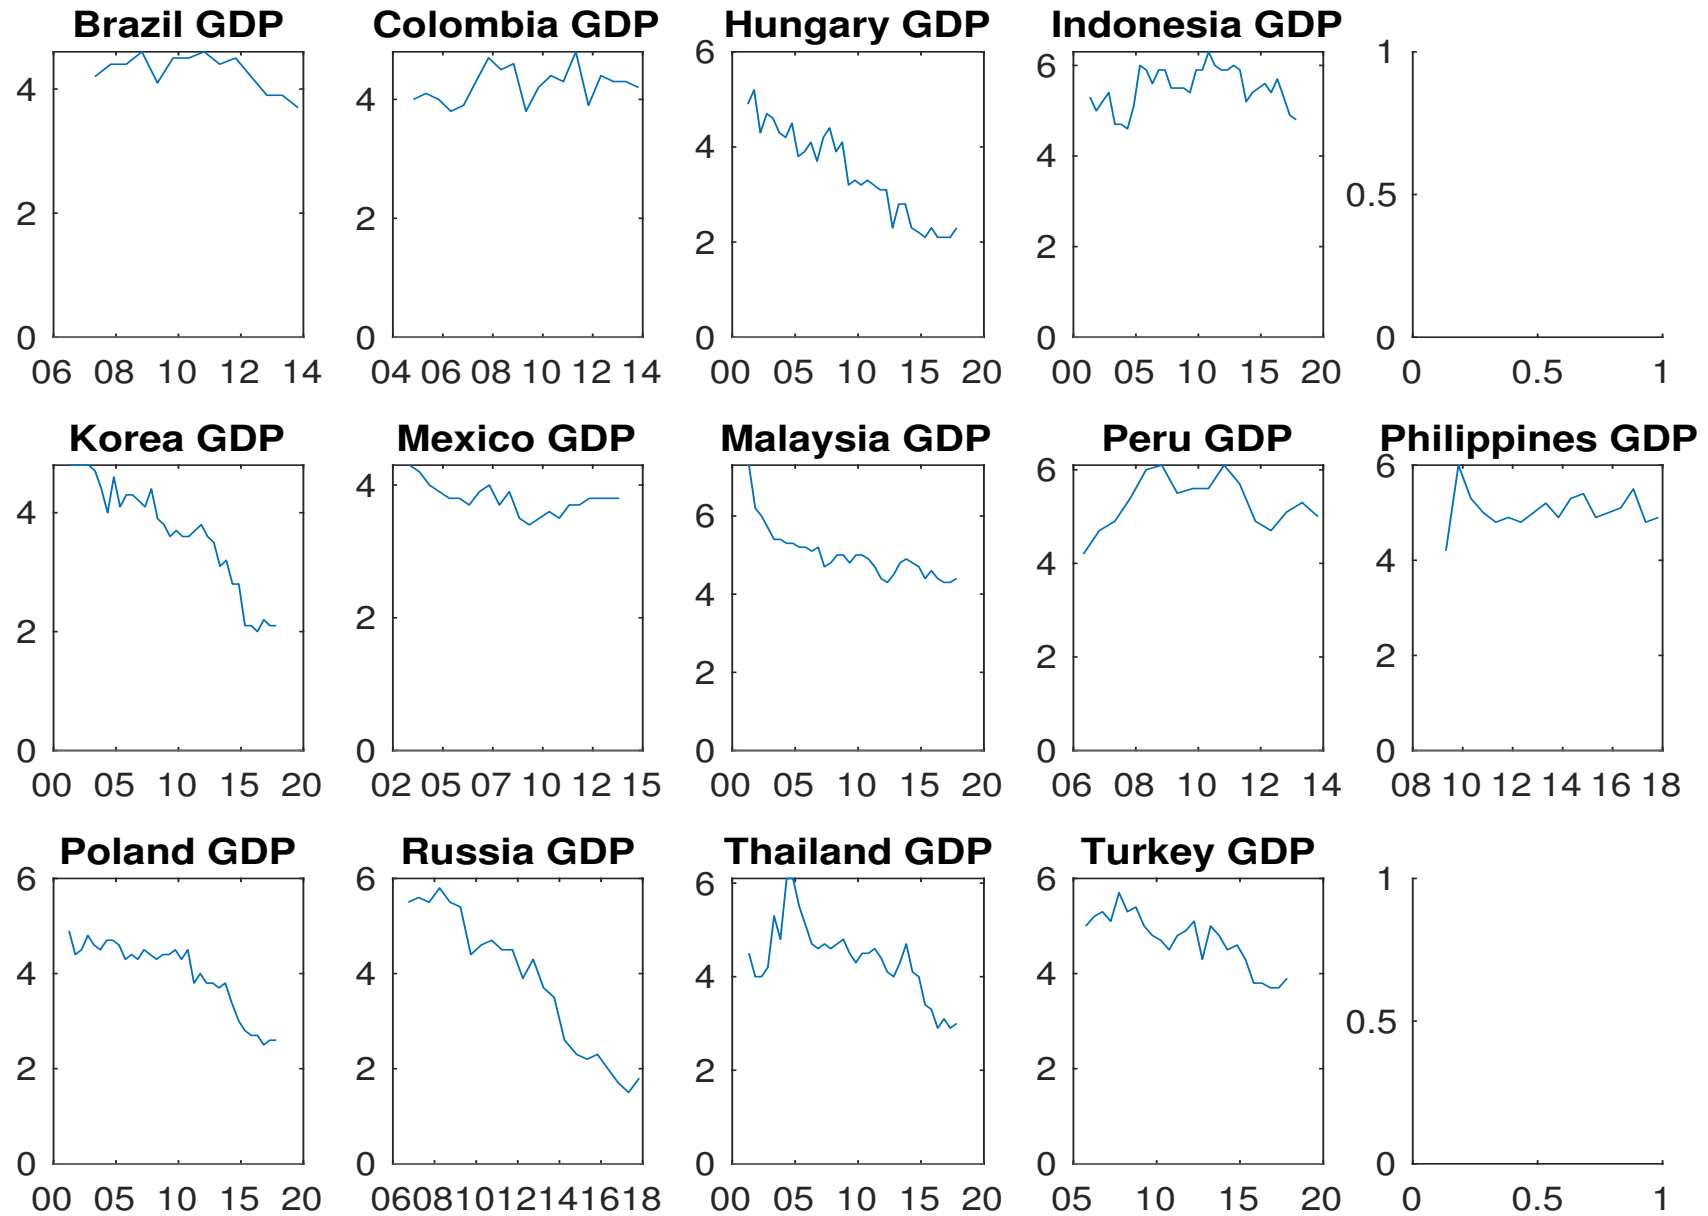 Brazil GDP Colombia GDP Hungary GDP Indonesia GDP
4 2 0
06 08 10 12 14
4 2 0
04 06 08 10 12 14
6 4 2 0
00 05 10 15 20
6 4 2 0
00 05 10 15 20
1 0.5 0
0 0.5 1
Korea GDP Mexico GDP Malaysia GDP Peru GDP Philippines GDP
4 2 0
00 05 10 15 20
4 2 0
02 05 07 10 12 15
6 4 2 0
00 05 10 15 20
6 4 2 0
06 08 10 12 14
6 4 2 0
08 10 12 14 16 18
Poland GDP Russia GDP Thailand GDP Turkey GDP
6 4 2 0
00 05 10 15 20
6 4 2 0
06 08 10 12 14 16 18
6 4 2 0
00 05 10 15 20
6 4 2 0
05 10 15 20
1 0.5 0
0 0.5 1